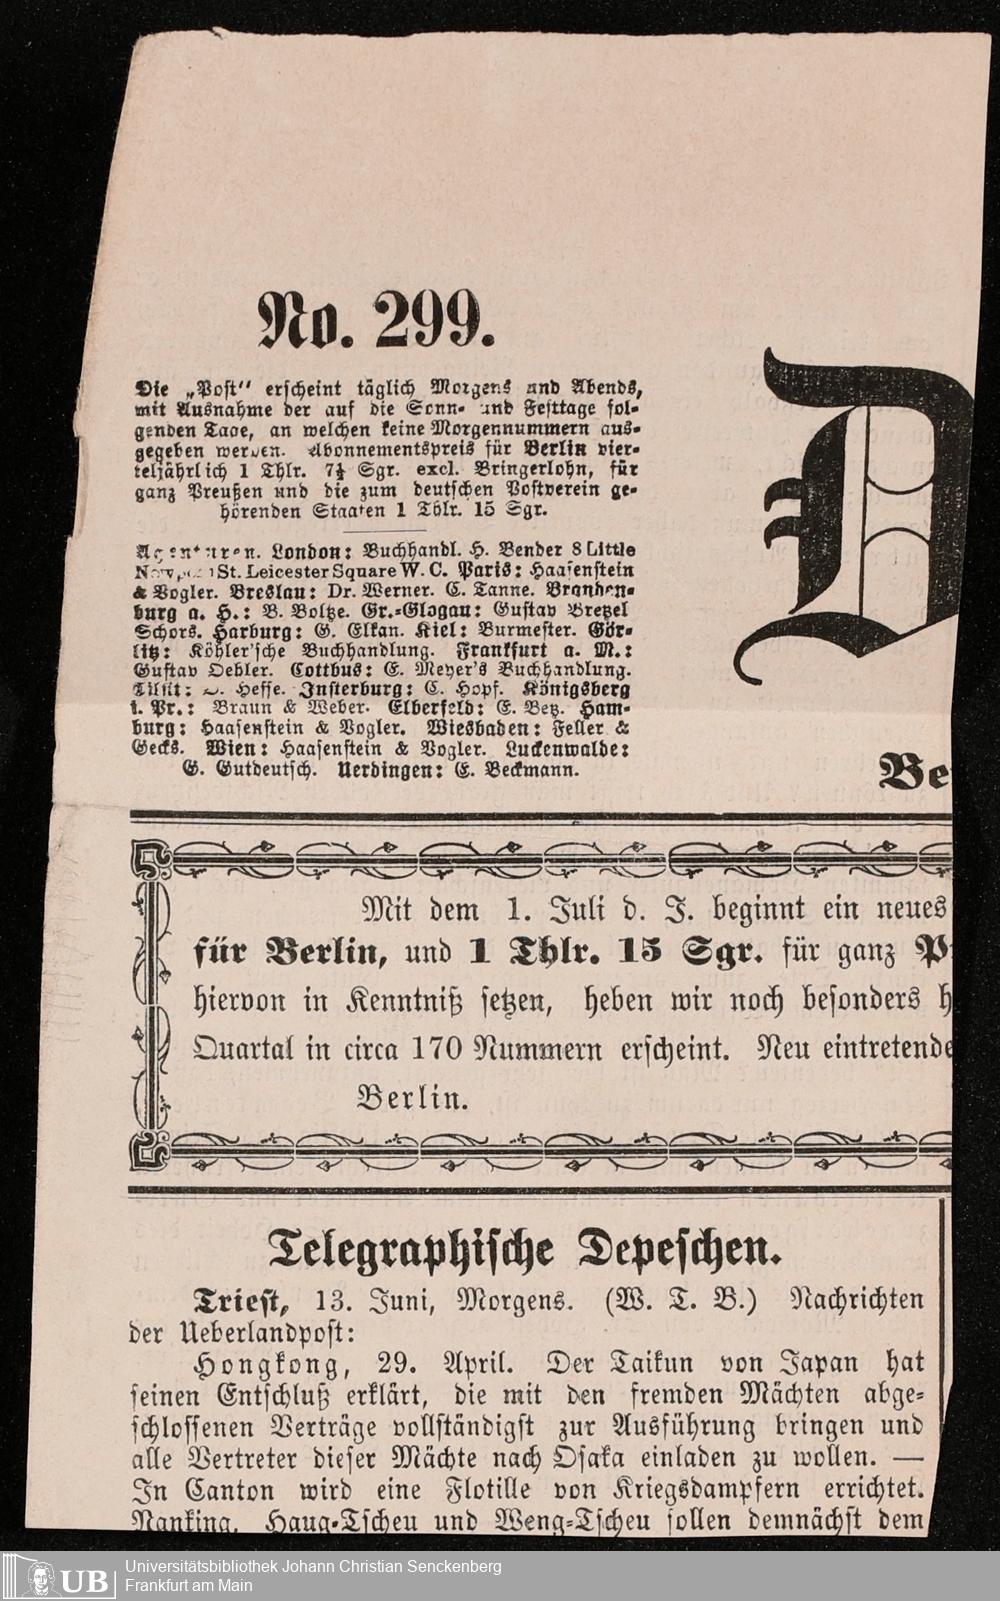 No. 299.
Die „Post“ erscheint täglich Morgens und Abends,
mit Ausnahme der auf die Sonn- und Festtage fol-
genden Tage, an welchen keine Morgennummern aus-
gegeben werden. Abonnementspreis für Berlin vier-
teljährlich 1 Thlr. 7½ Sgr. excl. Bringerlohn, für
ganz Preußen und die zum deutschen Postverein ge-
hörenden Staaten 1 Thlr. 15 Sgr.
Agenturen. London: Buchhandl. H. Bender 8 Little
St. Leicester Square W. C. Paris: Haasenstein
& Vogler. Breslau: Dr. Werner. C. Tanne. Branden-
burg a. H.: B. Boltze. Gr.-Glogau: Gustav Bretzel
Schors. Harburg: G. Elkan. Kiel: Burmester. Gör-
litz: Köhler'sche Buchhandlung. Frankfurt a. M.:
Gustav Oehler. Cottbus: E. Meyer's Buchhandlung.
Tilsit: Hesse. Insterburg: C. Hopf. Königsberg
i. Pr.: Braun & Weber. Elberfeld: E. Betz. Ham-
burg: Haasenstein & Vogler. Wiesbaden: Feller &
Gecks. Wien: Haasenstein & Vogler. Luckenwalde:
G. Gutdeutsch. Uerdingen: E. Beckmann.
D
Be
Mit dem 1. Juli d. J. beginnt ein neues
für Berlin, und 1 Thlr. 15 Sgr. für ganz P
hiervon in Kenntniß setzen, heben wir noch besonders h
Quartal in circa 170 Nummern erscheint. Neu eintretende
Berlin.
Telegraphische Depeschen.
Triest, 13. Juni, Morgens. (W. T. B.) Nachrichten
der Ueberlandpost:
Hongkong, 29. April. Der Taikun von Japan hat
seinen Entschluß erklärt, die mit den fremden Mächten abge-
schlossenen Verträge vollständigst zur Ausführung bringen und
alle Vertreter dieser Mächte nach Osaka einladen zu wollen. —
In Canton wird eine Flotille von Kriegsdampfern errichtet.
Nanking, Haug-Tscheu und Weng-Tscheu sollen demnächst dem
Universitätsbibliothek Johann Christian Senckenberg
Frankfurt am Main
UB